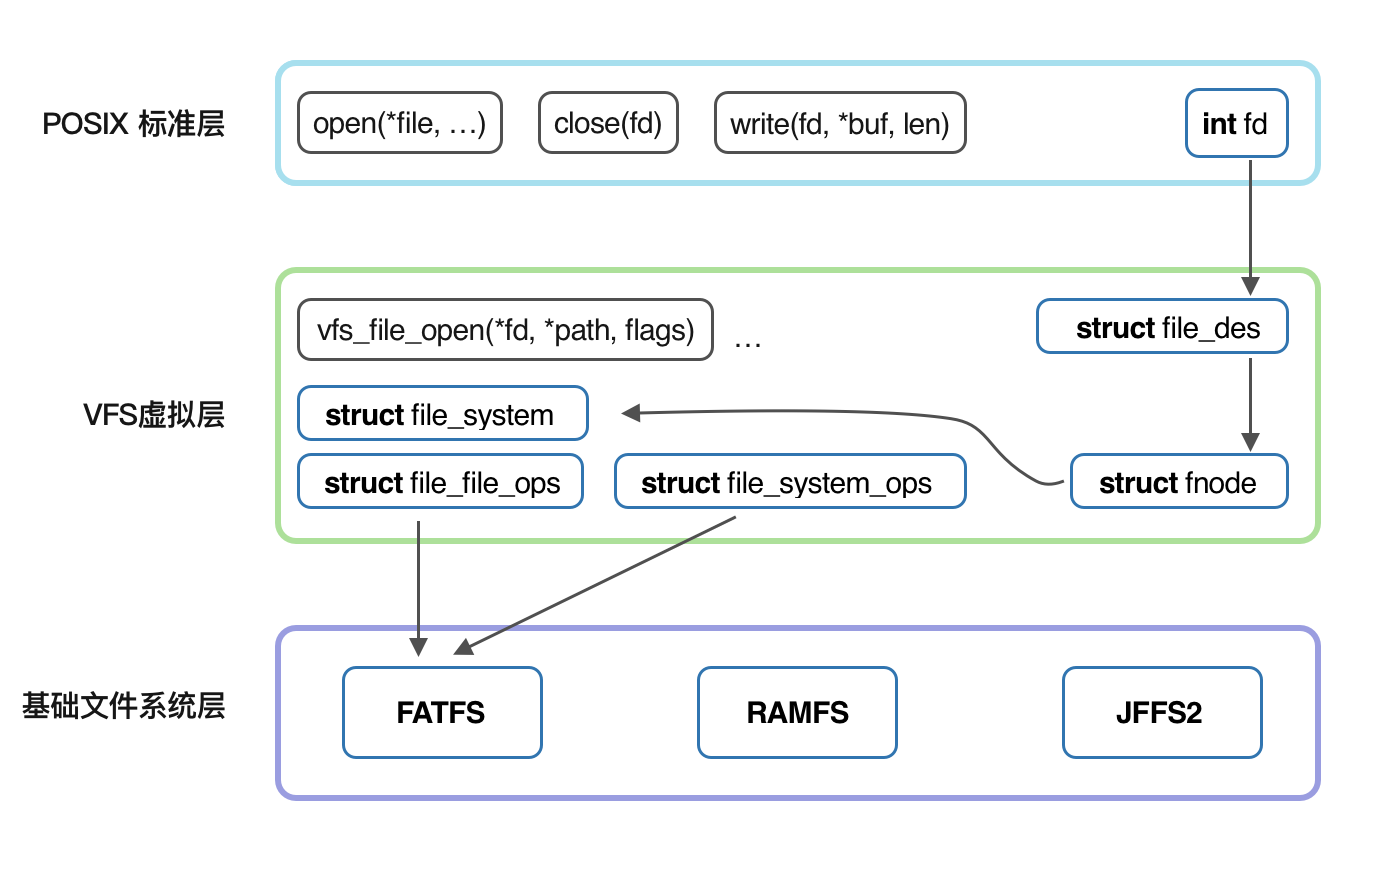 POSIX 标准层
open(*file, …)
close(fd)
write(fd, *buf, len)
int fd
VFS虚拟层
vfs_file_open(*fd, *path, flags)
…
struct file_des
struct file_system
struct file_file_ops
struct file_system_ops
struct fnode
基础文件系统层
FATFS
RAMFS
JFFS2